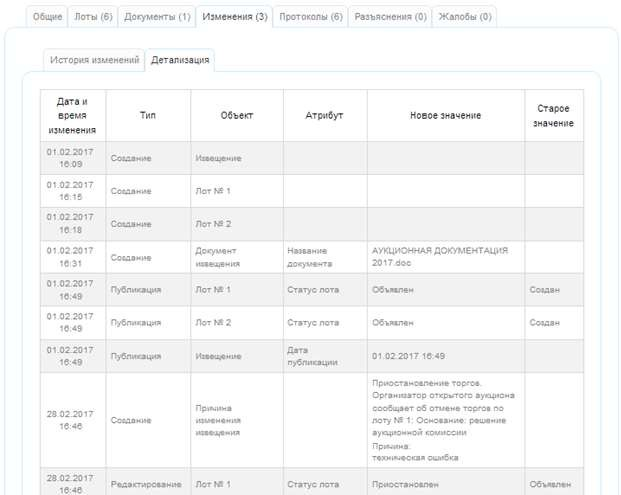 Общие Лоты (6) Документы (1) Изменения (3) Протоколы (6) Разъяснения (0) Жалобы (0)
История изменений Детализация
Дата и время изменения Тип Объект Атрибут Новое значение Старое значение
01.02.2017 16:09 Создание Извещение
01.02.2017 16:15 Создание Лот № 1
01.02.2017 16:18 Создание Лот № 2
01.02.2017 16:31 Создание Документ извещения Название документа АУКЦИОННАЯ ДОКУМЕНТАЦИЯ 2017.doc
01.02.2017 16:49 Публикация Лот № 1 Статус лота Объявлен Создан
01.02.2017 16:49 Публикация Лот № 2 Статус лота Объявлен Создан
01.02.2017 16:49 Публикация Извещение Дата публикации 01.02.2017 16:49
28.02.2017 16:46 Создание Причина изменения извещения Приостановление торгов.
Организатор открытого аукциона
сообщает об отмене торгов по
лоту № 1; Основание: решение
аукционной комиссии
Причина:
техническая ошибка
28.02.2017 16:46 Редактирование Лот № 1 Статус лота Приостановлен Объявлен